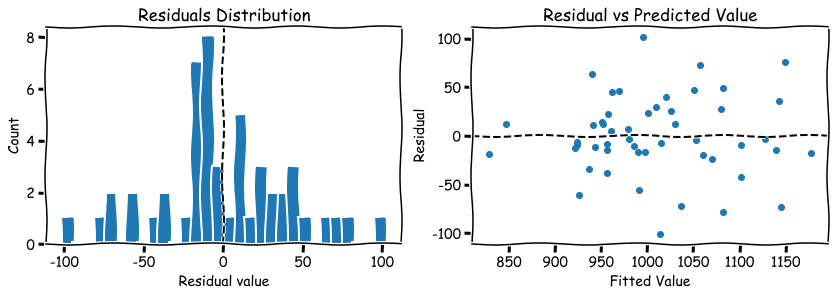 Residuals Distribution
8
6
4
2
0
Count
-100 -50 0 50 100
Residual value
Residual vs Predicted Value
100
50
0
-50
-100
Residual
850 900 950 1000 1050 1100 1150
Fitted Value